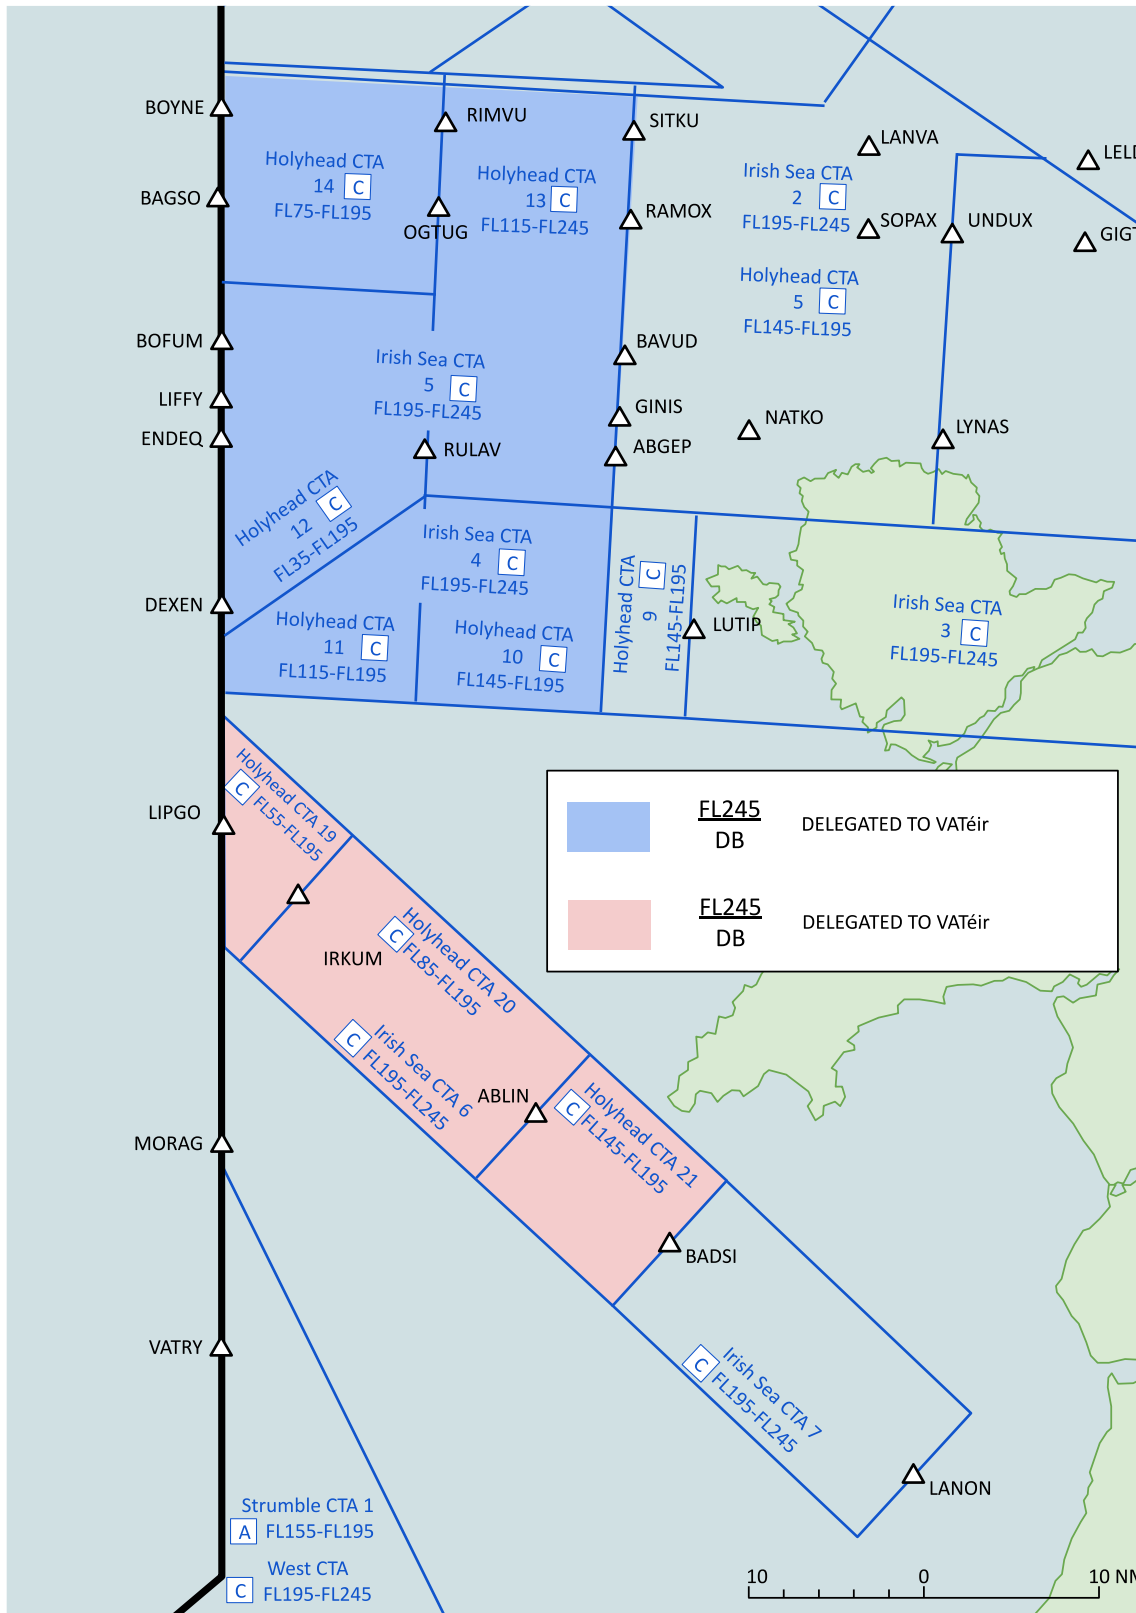 BOYNE
RIMVU
SITKU
LANVA
LELD
Holyhead CTA
14 C
FL75-FL195
Holyhead CTA
13 C
FL115-FL245
Irish Sea CTA
2 C
FL195-FL245
BAGSO
OGTUG
RAMOX
SOPAX
UNDUX
GIGT
Irish Sea CTA
5 C
FL145-FL195
BOFUM
BAVUD
Irish Sea CTA
5 C
FL195-FL245
LIFFY
GINIS
NATKO
LYNAS
ENDEQ
RULAV
ABGEP
Holyhead CTA
12 C
FL35-FL195
Irish Sea CTA
4 C
FL195-FL245
Holyhead CTA
9 C
FL145-FL195
DEXEN
LUTIP
Irish Sea CTA
3 C
FL195-FL245
Holyhead CTA
11 C
FL115-FL195
Holyhead CTA
10 C
FL145-FL195
Holyhead CTA 19
C FL55-FL195
LIPGO
FL245
DB
DELEGATED TO VATéir
FL245
DB
DELEGATED TO VATéir
IRKUM
Holyhead CTA 20
C FL85-FL195
Irish Sea CTA 6
C FL195-FL245
ABLIN
Holyhead CTA 21
C FL145-FL195
MORAG
BADSI
VATRY
Irish Sea CTA 7
C FL195-FL245
LANON
Strumble CTA 1
A FL155-FL195
West CTA
C FL195-FL245
10 0 10 NM